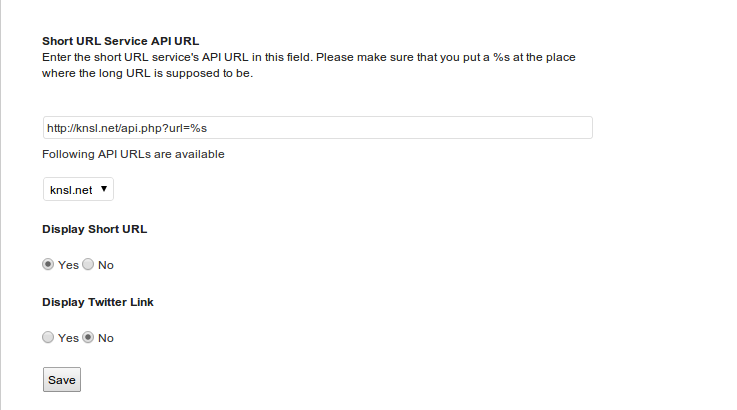 Short URL Service API URL
Enter the short URL service's API URL in this field. Please make sure that you put a %s at the place
where the long URL is supposed to be.
http://knsl.net/api.php?url=%s
Following API URLs are available
knsl.net
Display Short URL
Yes No
Display Twitter Link
Yes No
Save